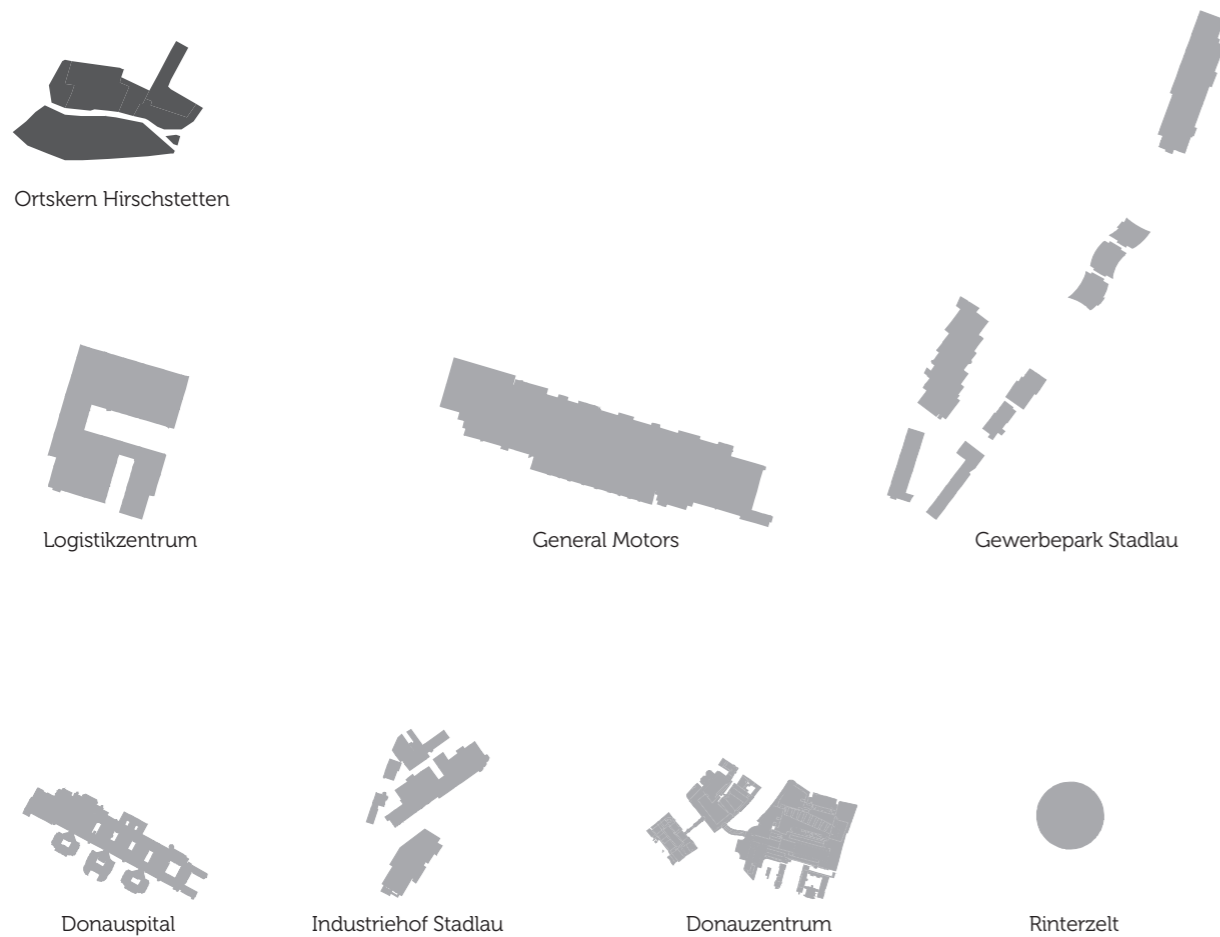 Ortskern Hirschstetten
Logistikzentrum
General Motors
Gewerbepark Stadlau
Donauspital
Industriehof Stadlau
Donauzentrum
Rinterzelt